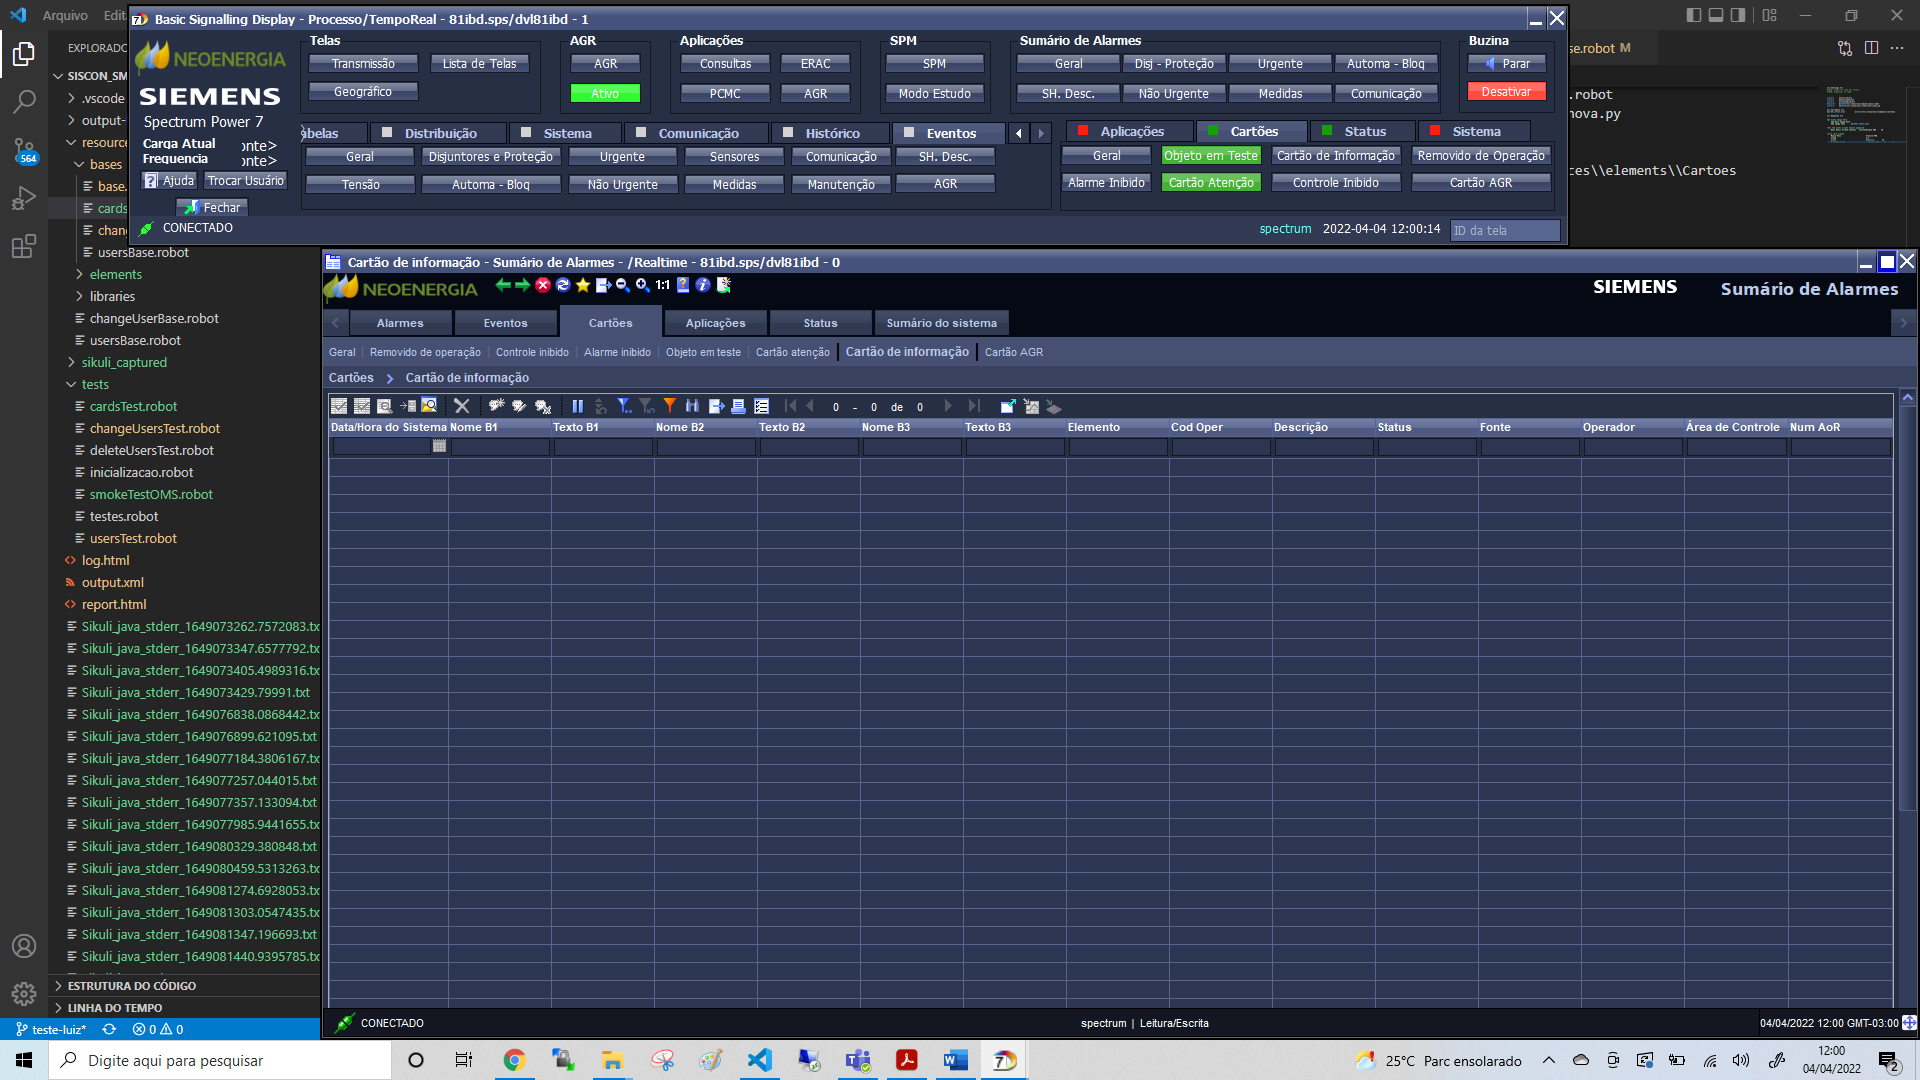 Arquivo
Basic Signalling Display - Processo/TempoReal - 81ibd.sps/dvl81ibd - 1
NEOENERGIA
SIEMENS
Spectrum Power 7
Carga Atual
Frequencia
onte>
onte>
Ajuda
Trocar Usuário
Fechar
CONECTADO
Telas
Transmissão
Lista de Telas
Geográfico
AGR
AGR
Ativo
Aplicações
Consultas
ERAC
PCMC
AGR
SPM
SPM
Modo Estudo
Sumário de Alarmes
Geral
Disj - Proteção
Urgente
Automa - Bloq
SH. Desc.
Não Urgente
Medidas
Comunicação
Buzina
Parar
Desativar
abelas
Distribuição
Sistema
Comunicação
Histórico
Eventos
Geral
Disjuntores e Proteção
Urgente
Sensores
Comunicação
SH. Desc.
Tensão
Automa - Bloq
Não Urgente
Medidas
Manutenção
AGR
Aplicações
Cartões
Status
Sistema
Geral
Objeto em Teste
Cartão de Informação
Removido de Operação
Alarme Inibido
Cartão Atenção
Controle Inibido
Cartão AGR
spectrum
2022-04-04 12:00:14
ID da tela
se.robot M
.robot
nova.py
ces\\elements\\Cartoes
EXPLORADO
SISCON_SM
.vscode
output-
resource
bases
base.
cards
chang
usersBase.robot
elements
libraries
changeUserBase.robot
usersBase.robot
sikuli_captured
tests
cardsTest.robot
changeUsersTest.robot
deleteUsersTest.robot
inicializacao.robot
smokeTestOMS.robot
testes.robot
usersTest.robot
log.html
output.xml
report.html
Sikuli_java_stderr_1649073262.7572083.tx
Sikuli_java_stderr_1649073347.6577792.tx
Sikuli_java_stderr_1649073405.4989316.tx
Sikuli_java_stderr_1649073429.79991.txt
Sikuli_java_stderr_1649076838.0868442.tx
Sikuli_java_stderr_1649076899.621095.txt
Sikuli_java_stderr_1649077184.3806167.tx
Sikuli_java_stderr_1649077257.044015.txt
Sikuli_java_stderr_1649077357.133094.txt
Sikuli_java_stderr_1649077985.9441655.tx
Sikuli_java_stderr_1649080329.380848.txt
Sikuli_java_stderr_1649080459.5313263.tx
Sikuli_java_stderr_1649081274.6928053.tx
Sikuli_java_stderr_1649081303.0547435.tx
Sikuli_java_stderr_1649081347.196693.txt
Sikuli_java_stderr_1649081440.9395785.tx
ESTRUTURA DO CÓDIGO
LINHA DO TEMPO
564
teste-luiz*
0
0
Cartão de informação - Sumário de Alarmes - /Realtime - 81ibd.sps/dvl81ibd - 0
NEOENERGIA
1:1
SIEMENS
Sumário de Alarmes
Alarmes
Eventos
Cartões
Aplicações
Status
Sumário do sistema
Geral
Removido de operação
Controle inibido
Alarme inibido
Objeto em teste
Cartão atenção
Cartão de informação
Cartão AGR
Cartões
Cartão de informação
0 - 0 de 0
Data/Hora do Sistema
Nome B1
Texto B1
Nome B2
Texto B2
Nome B3
Texto B3
Elemento
Cod Oper
Descrição
Status
Fonte
Operador
Área de Controle
Num AoR
CONECTADO
spectrum | Leitura/Escrita
04/04/2022 12:00 GMT-03:00
Digite aqui para pesquisar
25°C Parc ensolarado
12:00
04/04/2022
2